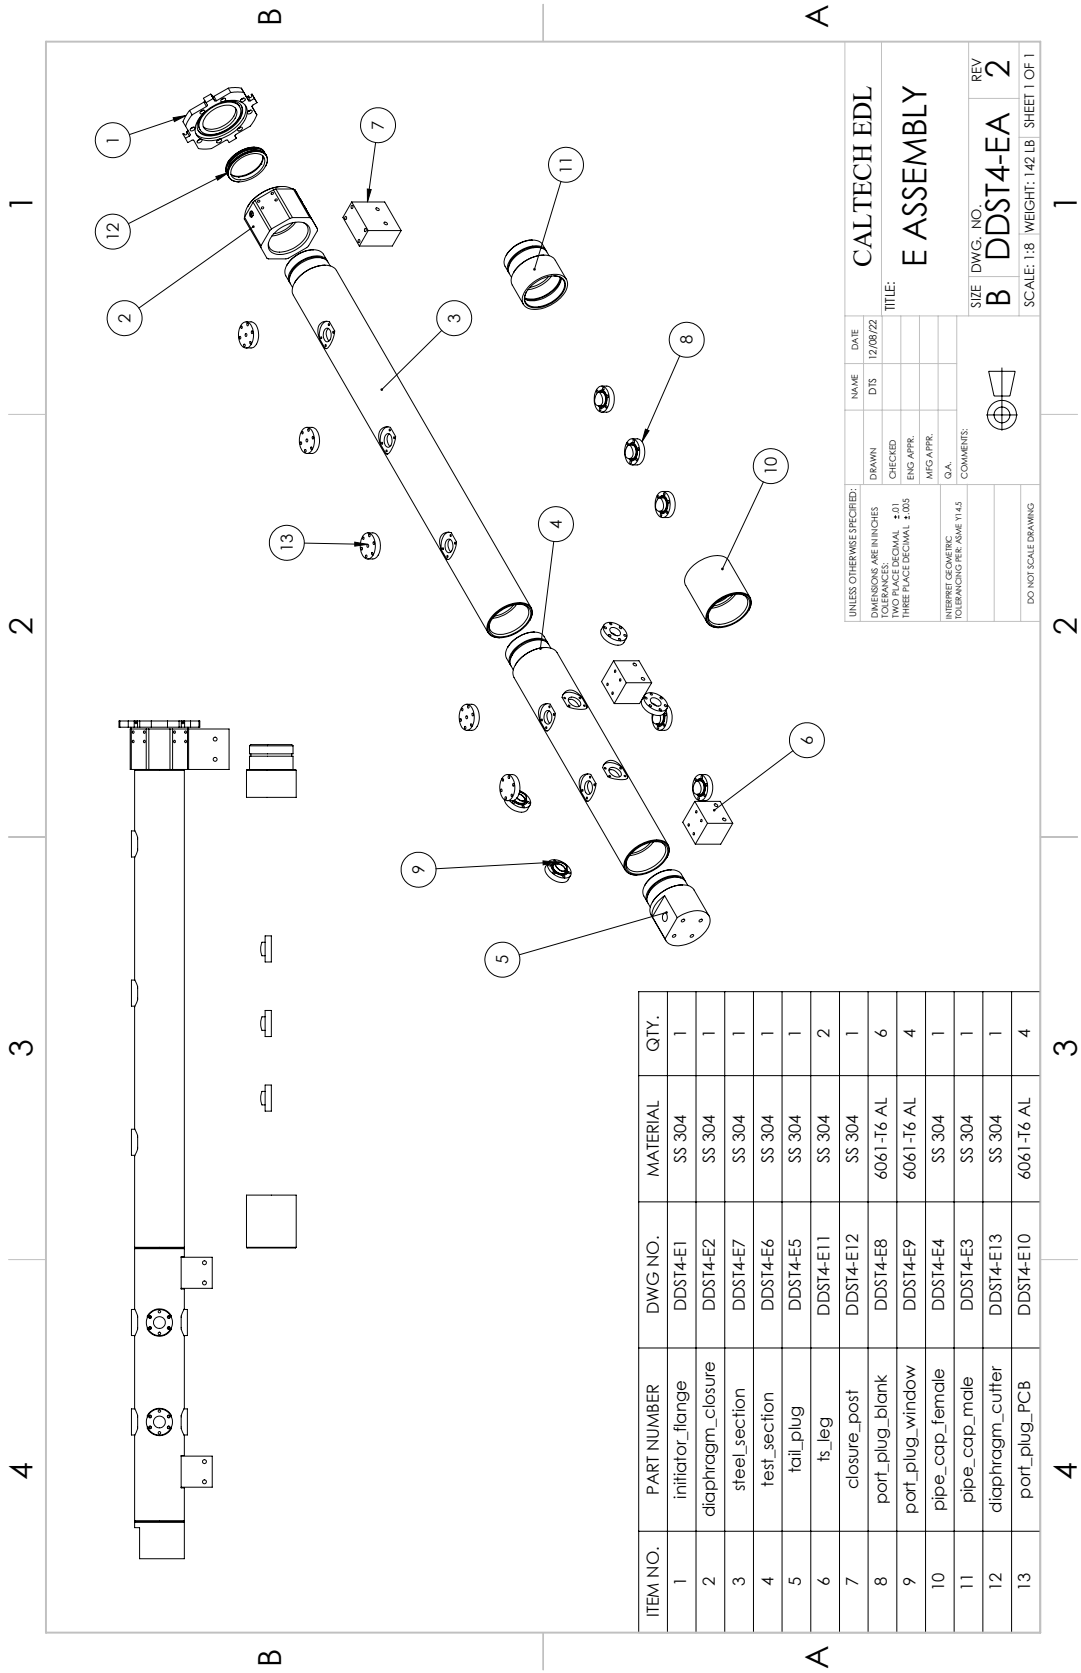 4
3
2
1
B
A
1
12
2
7
3
11
13
8
4
10
9
6
5
ITEM NO. PART NUMBER DWG NO. MATERIAL QTY.
1 initiator_flange DDST4-E1 SS 304 1
2 diaphragm_closure DDST4-E2 SS 304 1
3 steel_section DDST4-E7 SS 304 1
4 test_section DDST4-E6 SS 304 1
5 tail_plug DDST4-E5 SS 304 1
6 ts_leg DDST4-E11 SS 304 2
7 closure_post DDST4-E12 SS 304 1
8 port_plug_blank DDST4-E8 6061-T6 AL 6
9 port_plug_window DDST4-E9 6061-T6 AL 4
10 pipe_cap_female DDST4-E4 SS 304 1
11 pipe_cap_male DDST4-E3 SS 304 1
12 diaphragm_cutter DDST4-E13 SS 304 1
13 port_plug_PCB DDST4-E10 6061-T6 AL 4
UNLESS OTHERWISE SPECIFIED:
DIMENSIONS ARE IN INCHES
TOLERANCES:
TWO PLACE DECIMAL ±.01
THREE PLACE DECIMAL ±.005
INTERPRET GEOMETRIC
TOLERANCING PER: ASME Y14.5
DO NOT SCALE DRAWING
NAME DATE
DRAWN DTS 12/08/22
CHECKED
ENG APPR.
MFG APPR.
Q.A.
COMMENTS:
CALTECH EDL
TITLE:
E ASSEMBLY
SIZE DWG. NO. REV
B DDST4-EA 2
SCALE: 1:8 WEIGHT: 142 LB SHEET 1 OF 1
B
A
4
3
2
1